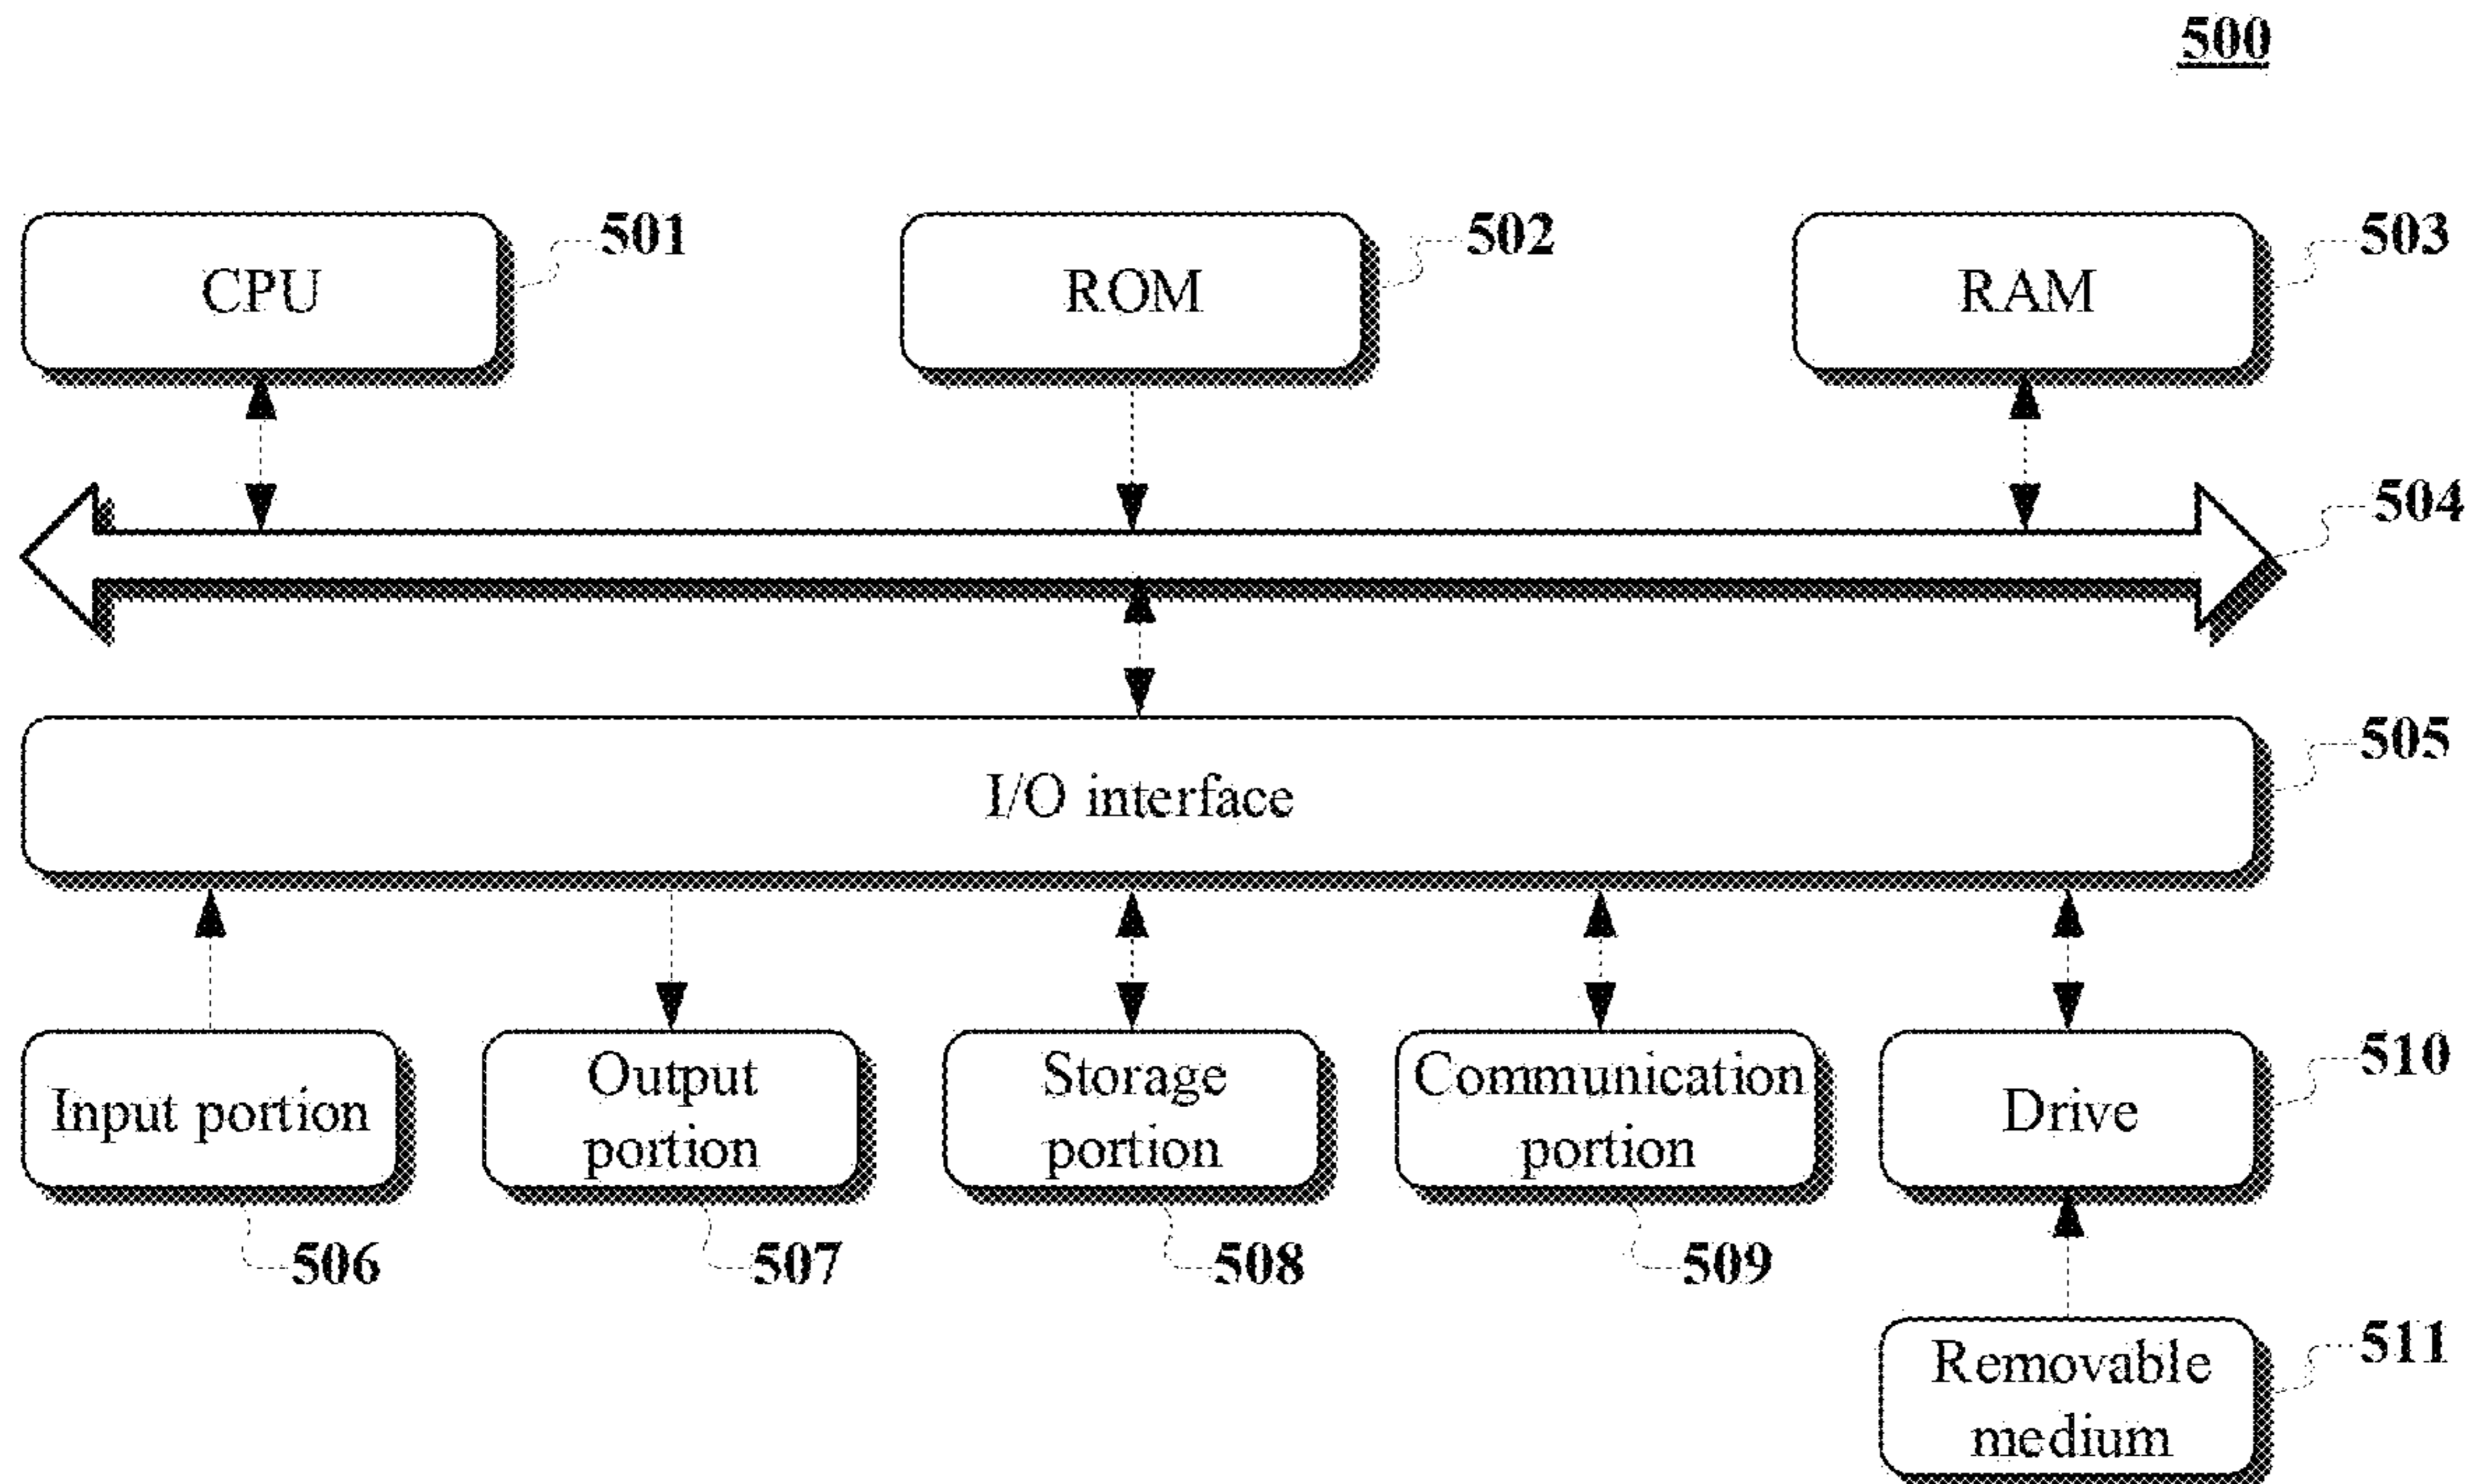 500
CPU
501
ROM
502
RAM
503
504
I/O interface
505
Input portion
506
Output
portion
507
Storage
portion
508
Communication
portion
509
Drive
510
Removable
medium
511